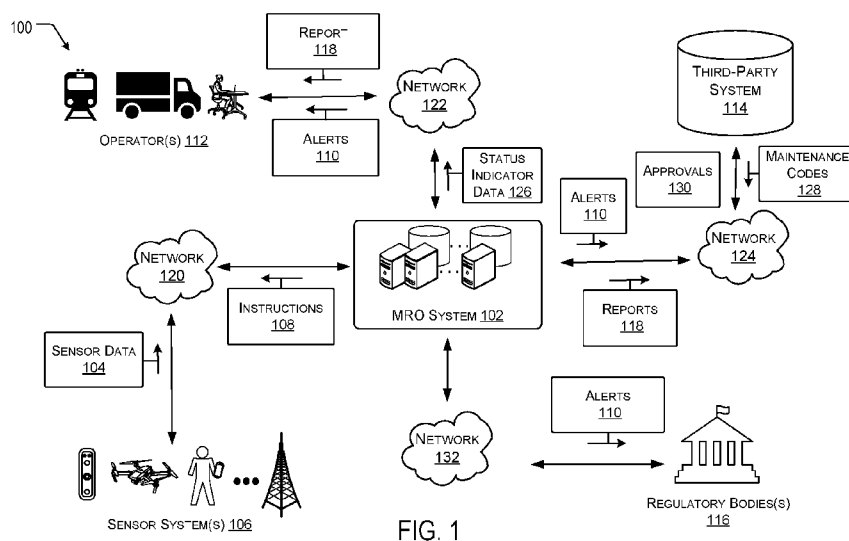 100
REPORT
118
NETWORK
122
THIRD-PARTY
SYSTEM
114
OPERATOR(S) 112
ALERTS
110
STATUS
INDICATOR
DATA 126
APPROVALS
130
MAINTENANCE
CODES
128
ALERTS
110
NETWORK
120
NETWORK
124
INSTRUCTIONS
108
MRO SYSTEM 102
REPORTS
118
SENSOR DATA
104
ALERTS
110
NETWORK
132
SENSOR SYSTEM(S) 106
REGULATORY BODIES(S)
116
FIG. 1